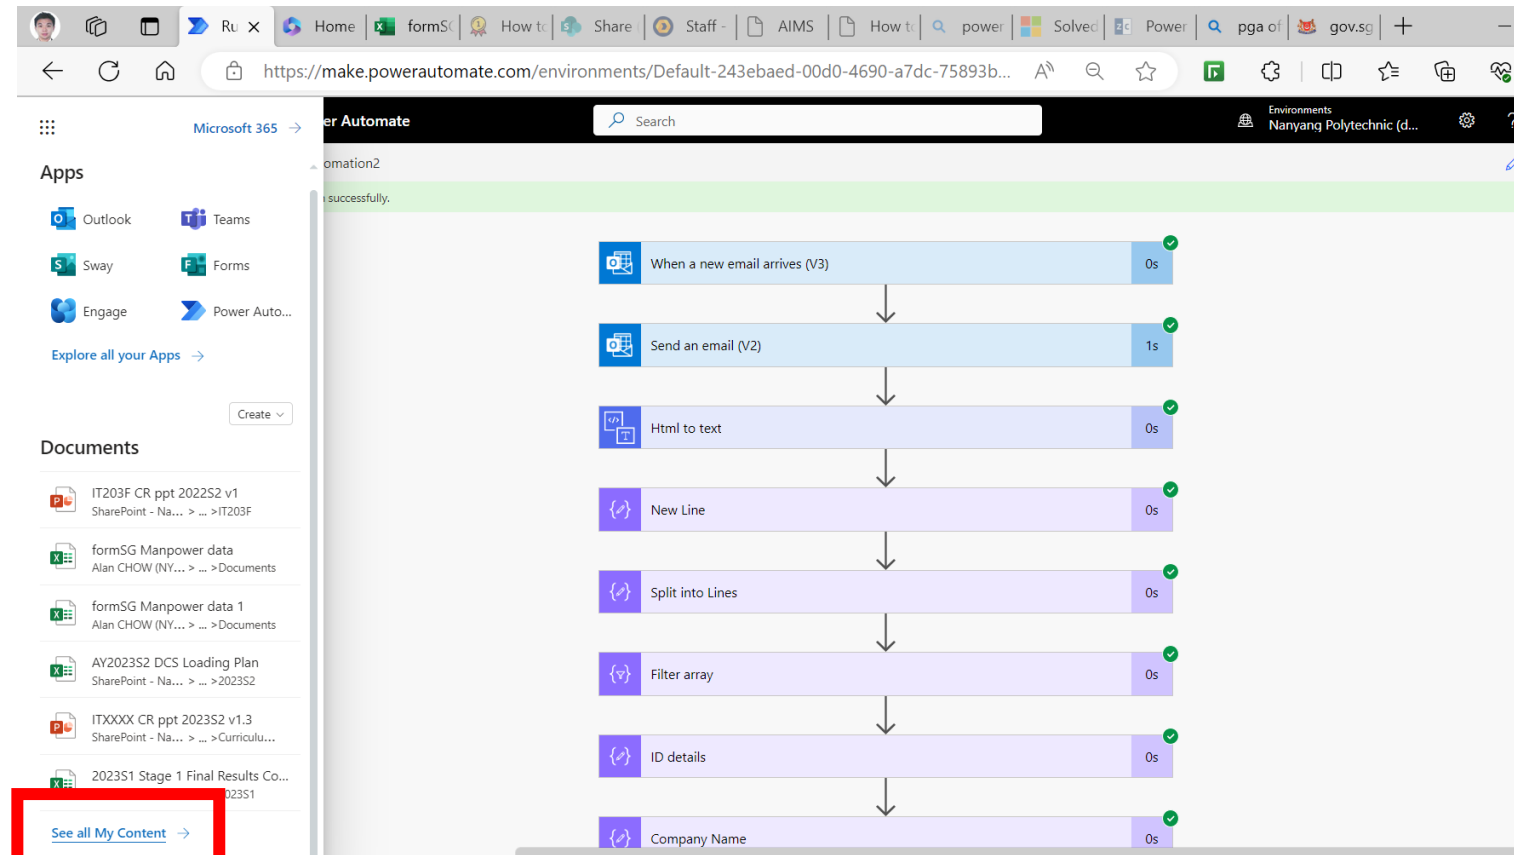 Ru
Home
formSG
How to
Share
Staff -
AIMS
How to
power
Solved
Power
pga of
gov.sg
https://make.powerautomate.com/environments/Default-243ebaed-00d0-4690-a7dc-75893b...
Microsoft 365
er Automate
Search
Environments
Nanyang Polytechnic (d...
Apps
omation2
successfully.
Outlook
Teams
Sway
Forms
Engage
Power Auto...
Explore all your Apps
Create
Documents
IT203F CR ppt 2022S2 v1
SharePoint - Na... > ... >IT203F
formSG Manpower data
Alan CHOW (NY... > ... >Documents
formSG Manpower data 1
Alan CHOW (NY... > ... >Documents
AY2023S2 DCS Loading Plan
SharePoint - Na... > ... >2023S2
ITXXXX CR ppt 2023S2 v1.3
SharePoint - Na... > ... >Curriculu...
2023S1 Stage 1 Final Results Co...
023S1
See all My Content
When a new email arrives (V3)
0s
Send an email (V2)
1s
Html to text
0s
New Line
0s
Split into Lines
0s
Filter array
0s
ID details
0s
Company Name
0s